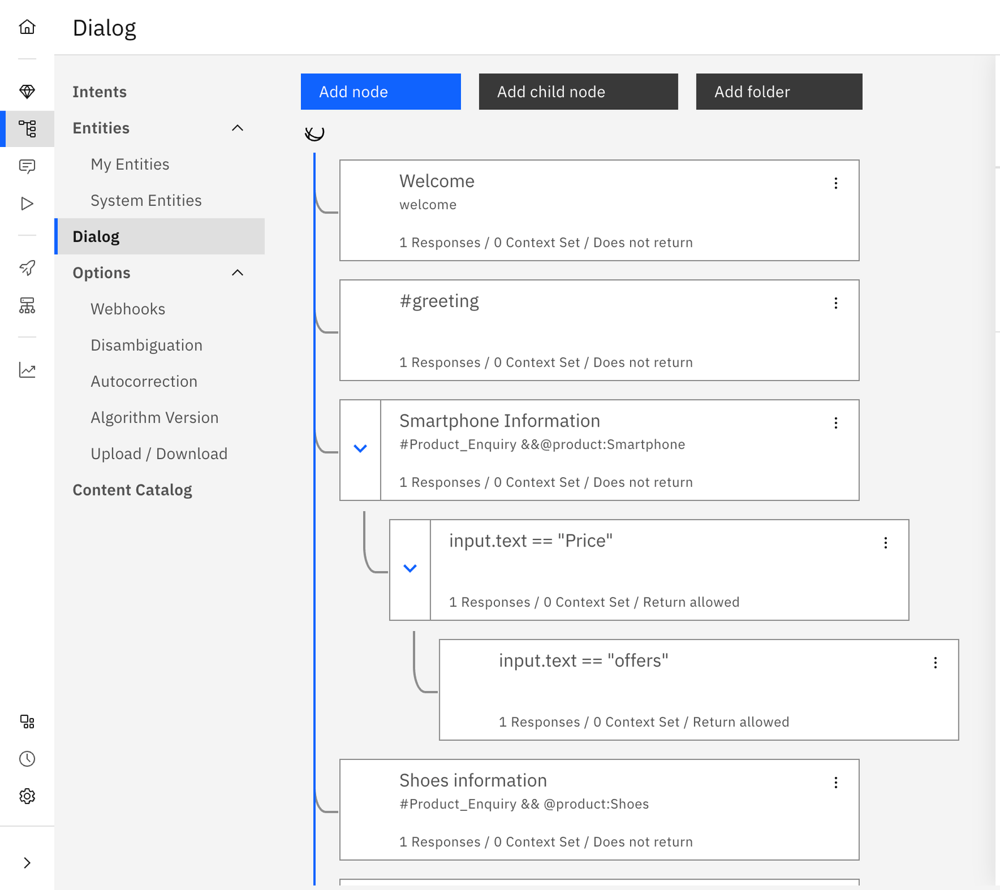 Dialog
Intents
Entities
My Entities
System Entities
Dialog
Options
Webhooks
Disambiguation
Autocorrection
Algorithm Version
Upload / Download
Content Catalog
Add node
Add child node
Add folder
Welcome
welcome
1 Responses / 0 Context Set / Does not return
#greeting
1 Responses / 0 Context Set / Does not return
Smartphone Information
#Product_Enquiry &&@product:Smartphone
1 Responses / 0 Context Set / Does not return
input.text == "Price"
1 Responses / 0 Context Set / Return allowed
input.text == "offers"
1 Responses / 0 Context Set / Return allowed
Shoes information
#Product_Enquiry && @product:Shoes
1 Responses / 0 Context Set / Does not return